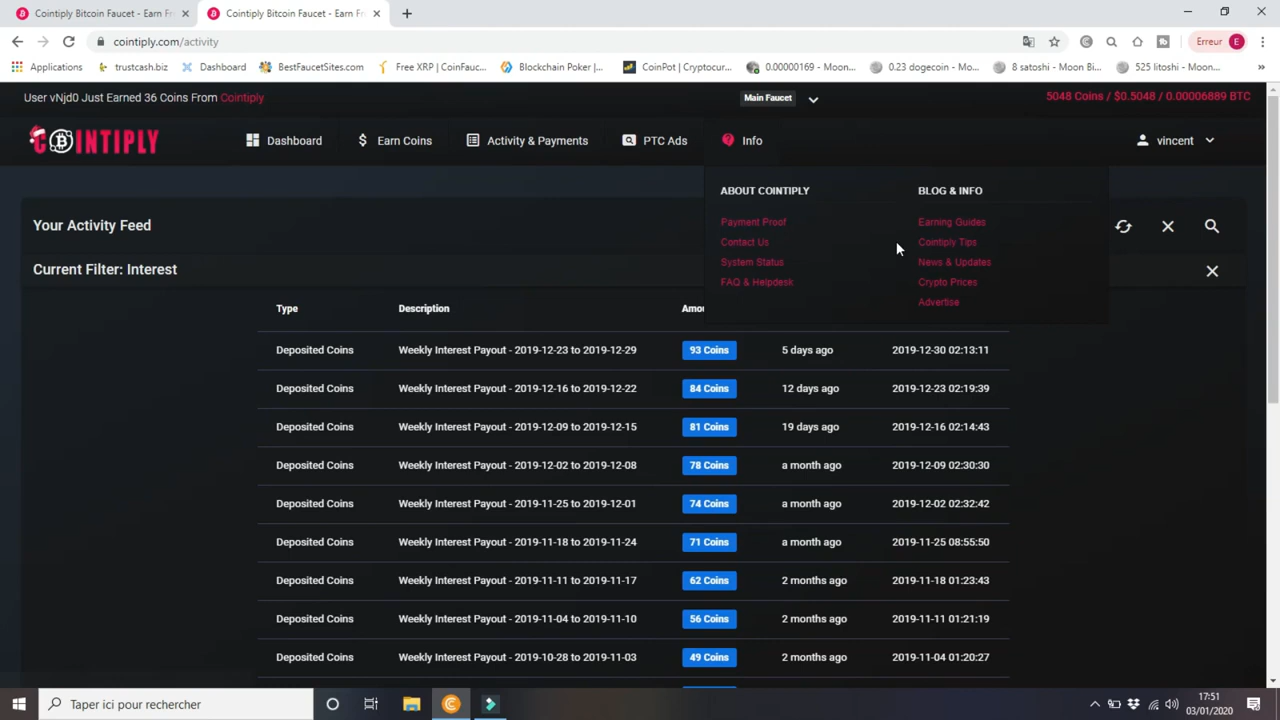 Cointiply Bitcoin Faucet - Earn Fr
Cointiply Bitcoin Faucet - Earn Fr
cointiply.com/activity
Erreur E
Applications trustcash.biz Dashboard BestFaucetSites.com Free XRP | CoinFauc... Blockchain Poker |... CoinPot | Cryptocur... 0.00000169 - Moon... 0.23 dogecoin - Mo... 8 satoshi - Moon Bi... 525 litoshi - Moon...
User vNjd0 Just Earned 36 Coins From Cointiply Main Faucet 5048 Coins / $0.5048 / 0.00006889 BTC
COINTIPLY Dashboard Earn Coins Activity & Payments PTC Ads Info vincent
ABOUT COINTIPLY BLOG & INFO
Payment Proof Earning Guides
Contact Us Cointiply Tips
System Status News & Updates
FAQ & Helpdesk Crypto Prices
Advertise
Your Activity Feed
Current Filter: Interest
Type Description Amou
Deposited Coins Weekly Interest Payout - 2019-12-23 to 2019-12-29 93 Coins 5 days ago 2019-12-30 02:13:11
Deposited Coins Weekly Interest Payout - 2019-12-16 to 2019-12-22 84 Coins 12 days ago 2019-12-23 02:19:39
Deposited Coins Weekly Interest Payout - 2019-12-09 to 2019-12-15 81 Coins 19 days ago 2019-12-16 02:14:43
Deposited Coins Weekly Interest Payout - 2019-12-02 to 2019-12-08 78 Coins a month ago 2019-12-09 02:30:30
Deposited Coins Weekly Interest Payout - 2019-11-25 to 2019-12-01 74 Coins a month ago 2019-12-02 02:32:42
Deposited Coins Weekly Interest Payout - 2019-11-18 to 2019-11-24 71 Coins a month ago 2019-11-25 08:55:50
Deposited Coins Weekly Interest Payout - 2019-11-11 to 2019-11-17 62 Coins 2 months ago 2019-11-18 01:23:43
Deposited Coins Weekly Interest Payout - 2019-11-04 to 2019-11-10 56 Coins 2 months ago 2019-11-11 01:21:19
Deposited Coins Weekly Interest Payout - 2019-10-28 to 2019-11-03 49 Coins 2 months ago 2019-11-04 01:20:27
Taper ici pour rechercher
17:51
03/01/2020